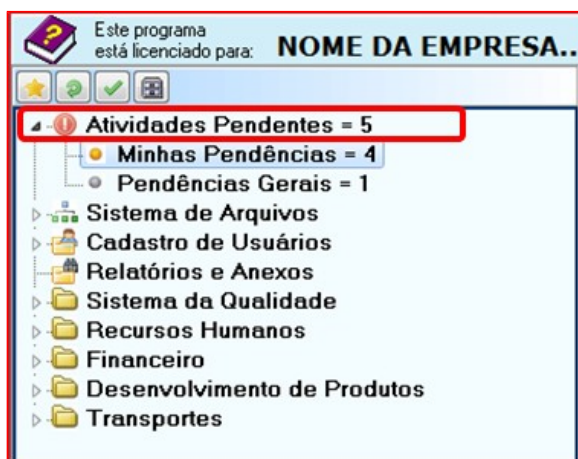 Este programa
está licenciado para: NOME DA EMPRESA..
Atividades Pendentes = 5
Minhas Pendências = 4
Pendências Gerais = 1
Sistema de Arquivos
Cadastro de Usuários
Relatórios e Anexos
Sistema da Qualidade
Recursos Humanos
Financeiro
Desenvolvimento de Produtos
Transportes